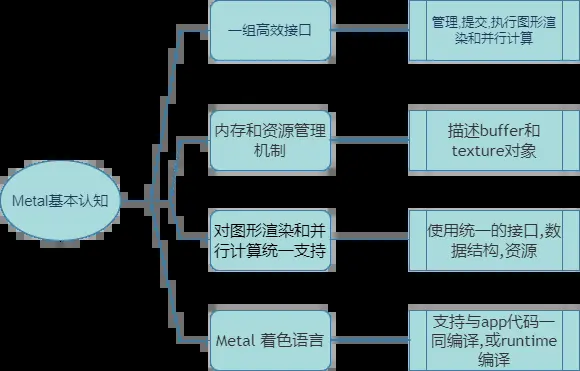 Metal基本认知
一组高效接口
管理,提交,执行图形渲
染和并行计算
内存和资源管理
机制
描述buffer和
texture对象
对图形渲染和并
行计算统一支持
使用统一的接口,数
据结构,资源
Metal 着色语言
支持与app代码一
同编译,或runtime
编译